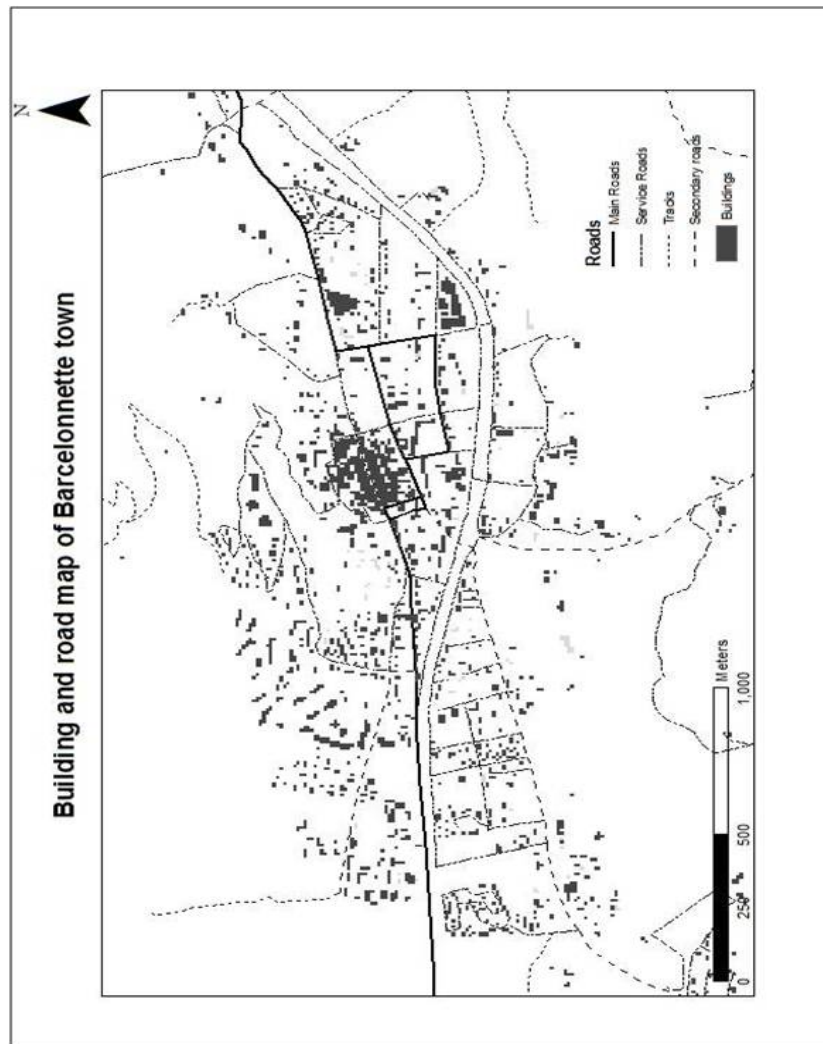 Building and road map of Barcelonnette town
N
Roads
Main Roads
Service Roads
Tracks
Secondary roads
Buildings
Meters
0 250 500 1,000